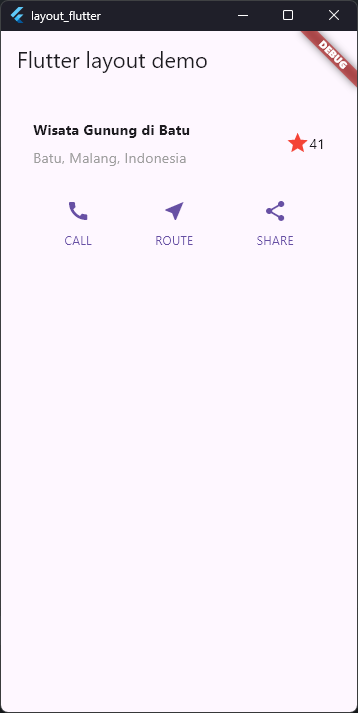 layout_flutter
DEBUG
Flutter layout demo
Wisata Gunung di Batu
Batu, Malang, Indonesia
41
CALL ROUTE SHARE